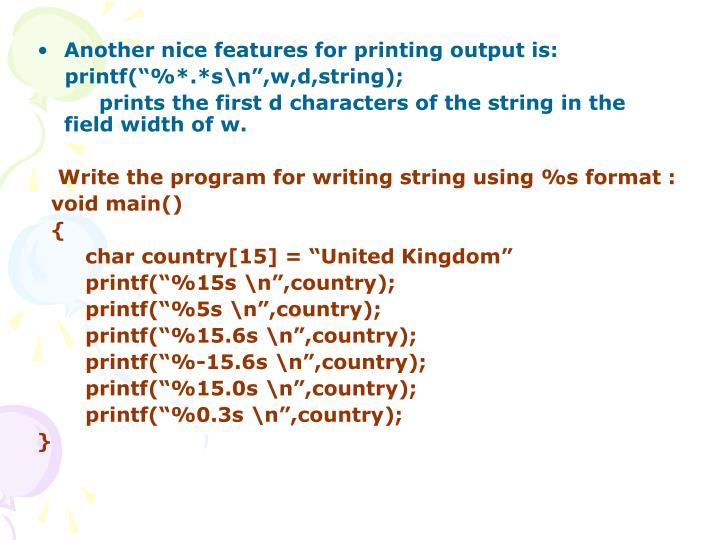 • Another nice features for printing output is:
printf(“%*.*s\n”,w,d,string);
prints the first d characters of the string in the
field width of w.
Write the program for writing string using %s format :
void main()
{
char country[15] = “United Kingdom”
printf(“%15s \n”,country);
printf(“%5s \n”,country);
printf(“%15.6s \n”,country);
printf(“%-15.6s \n”,country);
printf(“%15.0s \n”,country);
printf(“%0.3s \n”,country);
}